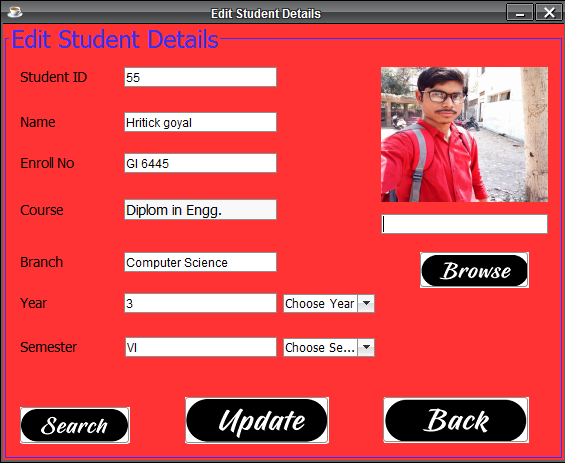 Edit Student Details
Edit Student Details
Student ID 55
Name Hritick goyal
Enroll No GI 6445
Course Diplom in Engg.
Branch Computer Science
Browse
Year 3 Choose Year
Semester VI Choose Se...
Search Update Back